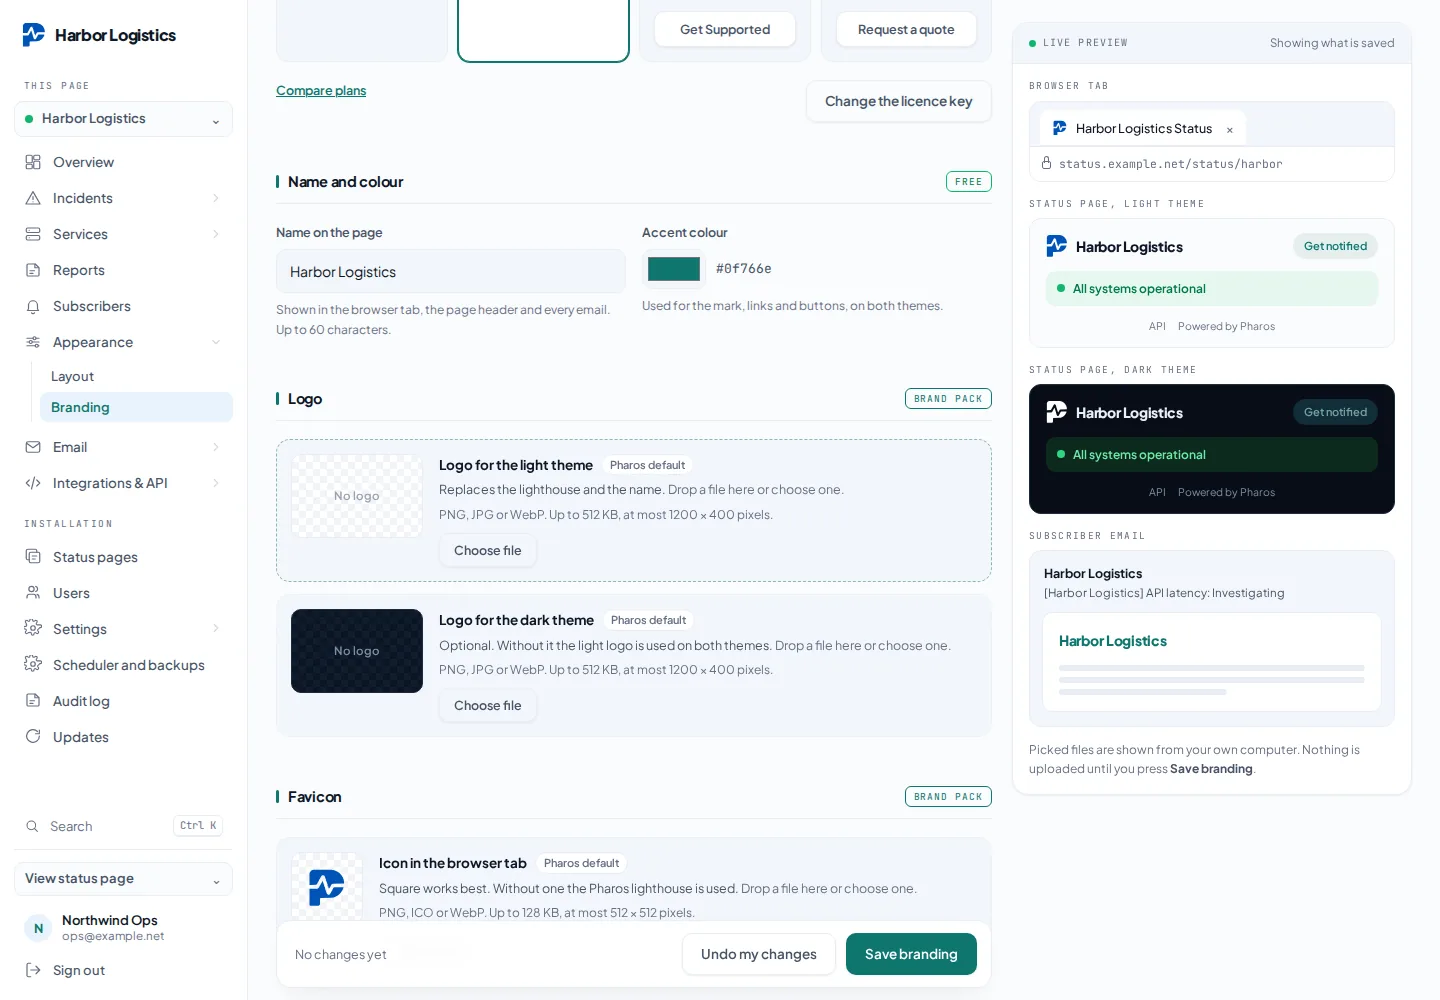 Harbor Logistics
THIS PAGE
Harbor Logistics
Overview
Incidents
Services
Reports
Subscribers
Appearance
Layout
Branding
Email
Integrations & API
INSTALLATION
Status pages
Users
Settings
Scheduler and backups
Audit log
Updates
Search
Ctrl K
View status page
N
Northwind Ops
ops@example.net
Sign out
Get Supported
Request a quote
Compare plans
Change the licence key
Name and colour
FREE
Name on the page
Harbor Logistics
Shown in the browser tab, the page header and every email.
Up to 60 characters.
Accent colour
#0f766e
Used for the mark, links and buttons, on both themes.
Logo
BRAND PACK
No logo
Logo for the light theme
Pharos default
Replaces the lighthouse and the name. Drop a file here or choose one.
PNG, JPG or WebP. Up to 512 KB, at most 1200 × 400 pixels.
Choose file
No logo
Logo for the dark theme
Pharos default
Optional. Without it the light logo is used on both themes. Drop a file here or choose one.
PNG, JPG or WebP. Up to 512 KB, at most 1200 × 400 pixels.
Choose file
Favicon
BRAND PACK
Icon in the browser tab
Pharos default
Square works best. Without one the Pharos lighthouse is used. Drop a file here or choose one.
PNG, ICO or WebP. Up to 128 KB, at most 512 × 512 pixels.
No changes yet
Undo my changes
Save branding
LIVE PREVIEW
Showing what is saved
BROWSER TAB
Harbor Logistics Status
×
status.example.net/status/harbor
STATUS PAGE, LIGHT THEME
Harbor Logistics
Get notified
All systems operational
API
Powered by Pharos
STATUS PAGE, DARK THEME
Harbor Logistics
Get notified
All systems operational
API
Powered by Pharos
SUBSCRIBER EMAIL
Harbor Logistics
[Harbor Logistics] API latency: Investigating
Harbor Logistics
Picked files are shown from your own computer. Nothing is
uploaded until you press Save branding.